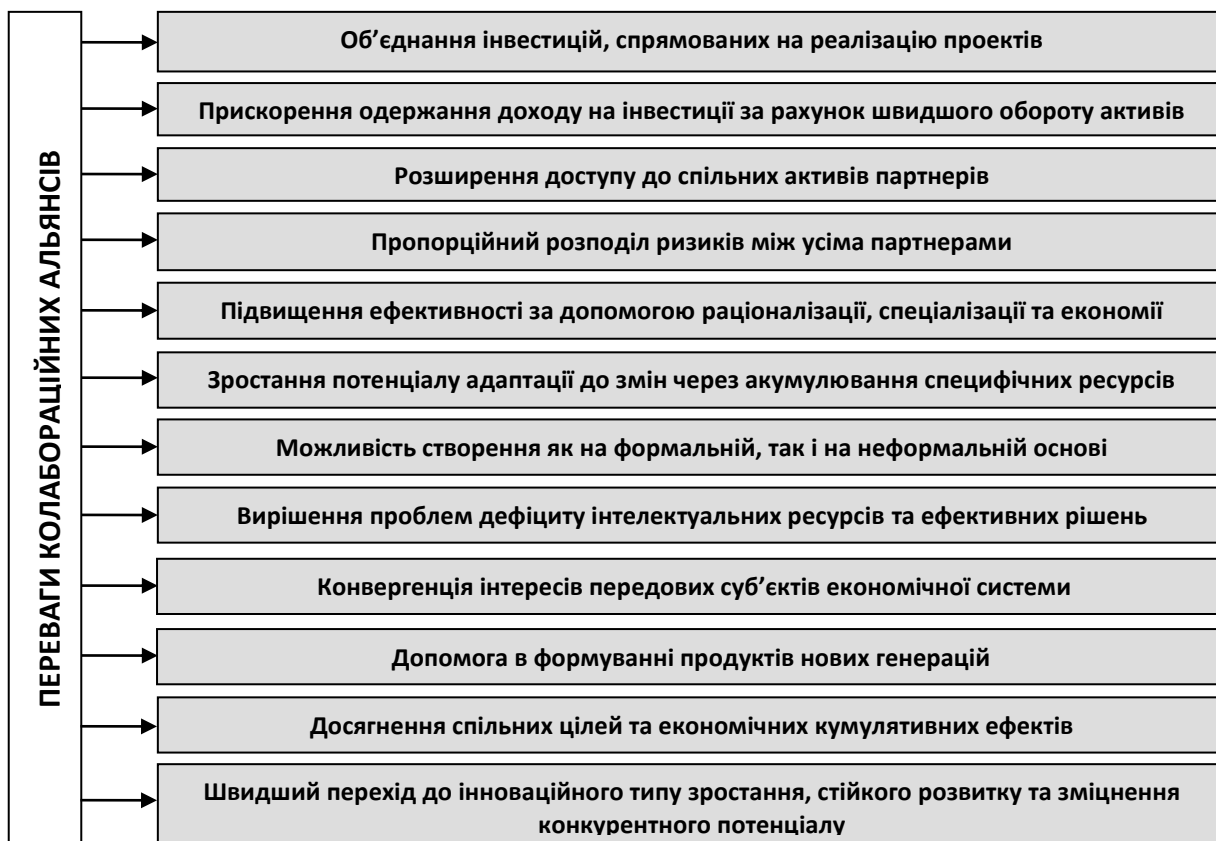 ПЕРЕВАГИ КОЛАБОРАЦІЙНИХ АЛЬЯНСІВ
Об’єднання інвестицій, спрямованих на реалізацію проектів
Прискорення одержання доходу на інвестиції за рахунок швидшого обороту активів
Розширення доступу до спільних активів партнерів
Пропорційний розподіл ризиків між усіма партнерами
Підвищення ефективності за допомогою раціоналізації, спеціалізації та економії
Зростання потенціалу адаптації до змін через акумулювання специфічних ресурсів
Можливість створення як на формальній, так і на неформальній основі
Вирішення проблем дефіциту інтелектуальних ресурсів та ефективних рішень
Конвергенція інтересів передових суб’єктів економічної системи
Допомога в формуванні продуктів нових генерацій
Досягнення спільних цілей та економічних кумулятивних ефектів
Швидший перехід до інноваційного типу зростання, стійкого розвитку та зміцнення
конкурентного потенціалу